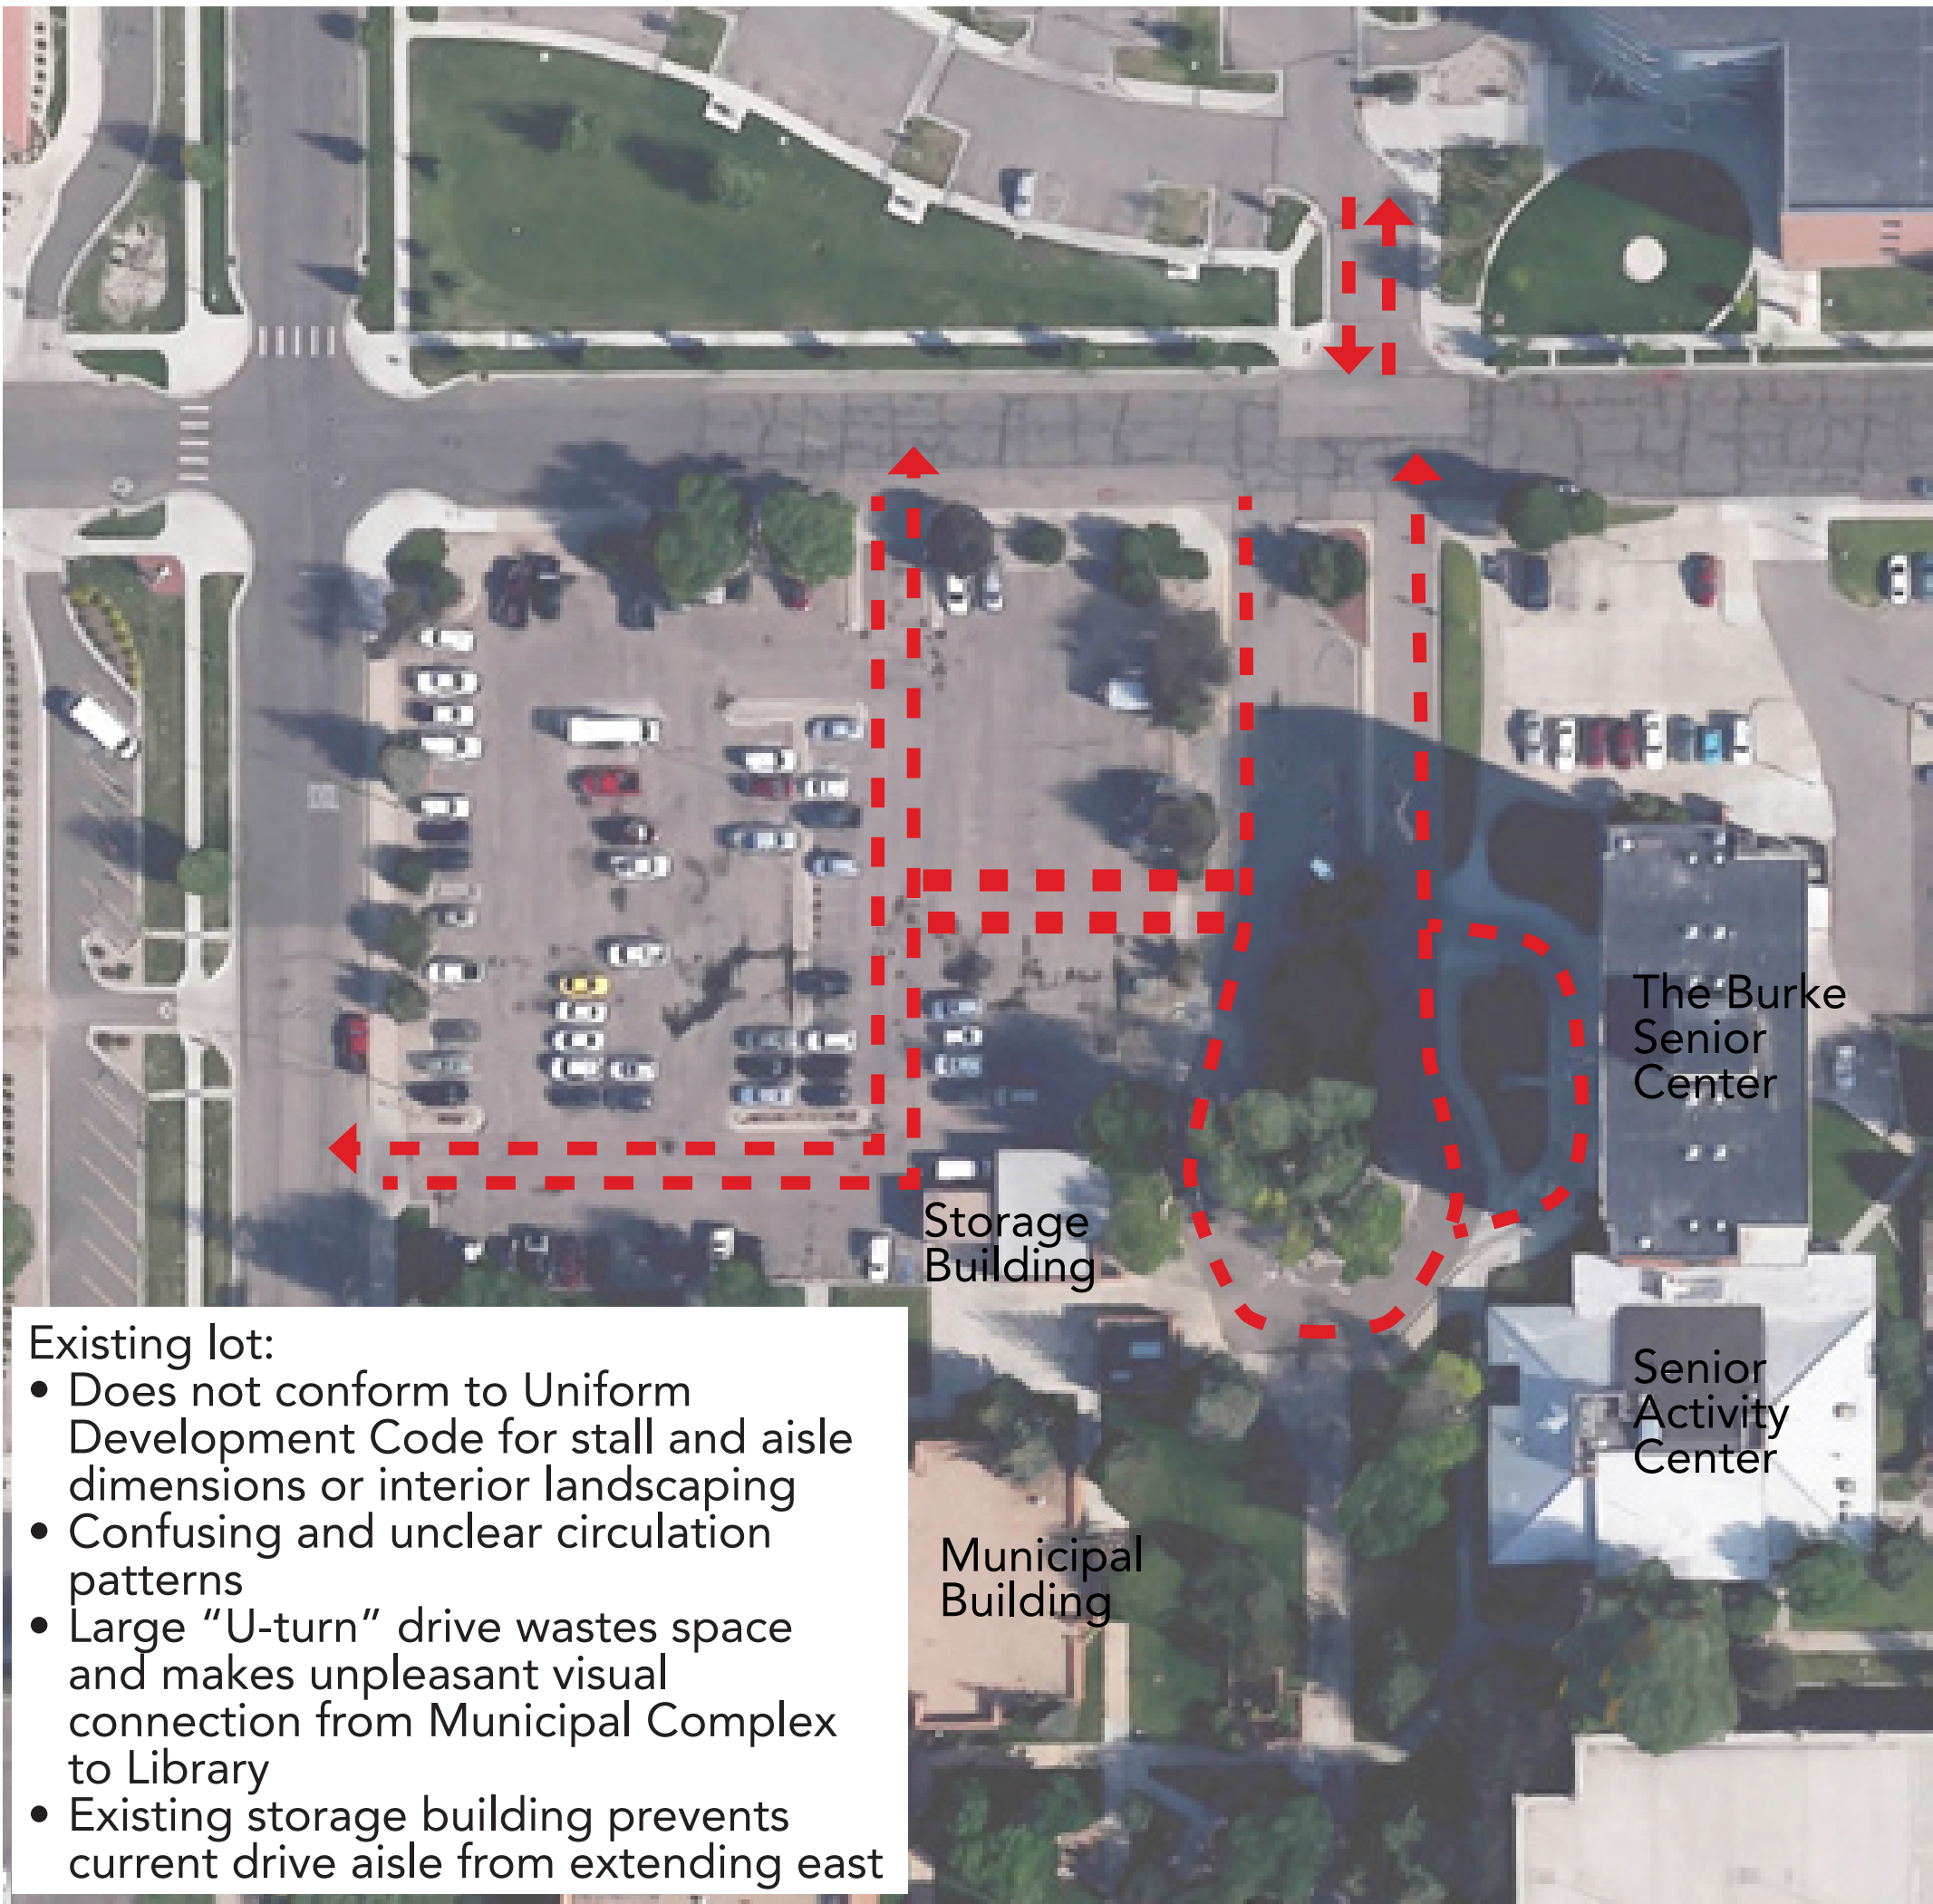 The Burke
Senior
Center
Storage
Building
Existing lot:
• Does not conform to Uniform
Development Code for stall and aisle
dimensions or interior landscaping
• Confusing and unclear circulation
patterns
• Large “U-turn” drive wastes space
and makes unpleasant visual
connection from Municipal Complex
to Library
• Existing storage building prevents
current drive aisle from extending east
Senior
Activity
Center
Municipal
Building